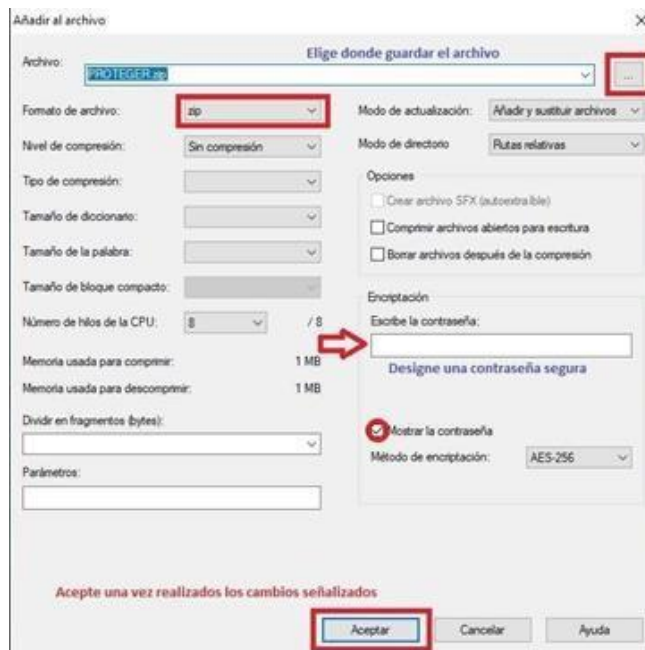 Añadir al archivo
Elige donde guardar el archivo
Archivo:
PROTEGER.zip
...
Formato de archivo:
zip
Modo de actualización:
Añadir y sustituir archivos
Nivel de compresión:
Sin compresión
Modo de directorio
Rutas relativas
Tipo de compresión:
Opciones
Crear archivo SFX (autoextraíble)
Tamaño de diccionario:
Comprimir archivos abiertos para escritura
Tamaño de la palabra:
Borrar archivos después de la compresión
Tamaño de bloque compacto:
Encriptación
Número de hilos de la CPU:
8
/ 8
Escribe la contraseña:
Memoria usada para comprimir:
1 MB
Designe una contraseña segura
Memoria usada para descomprimir:
1 MB
Dividir en fragmentos (bytes):
Mostrar la contraseña
Método de encriptación:
AES-256
Parámetros:
Acepte una vez realizados los cambios señalizados
Aceptar
Cancelar
Ayuda